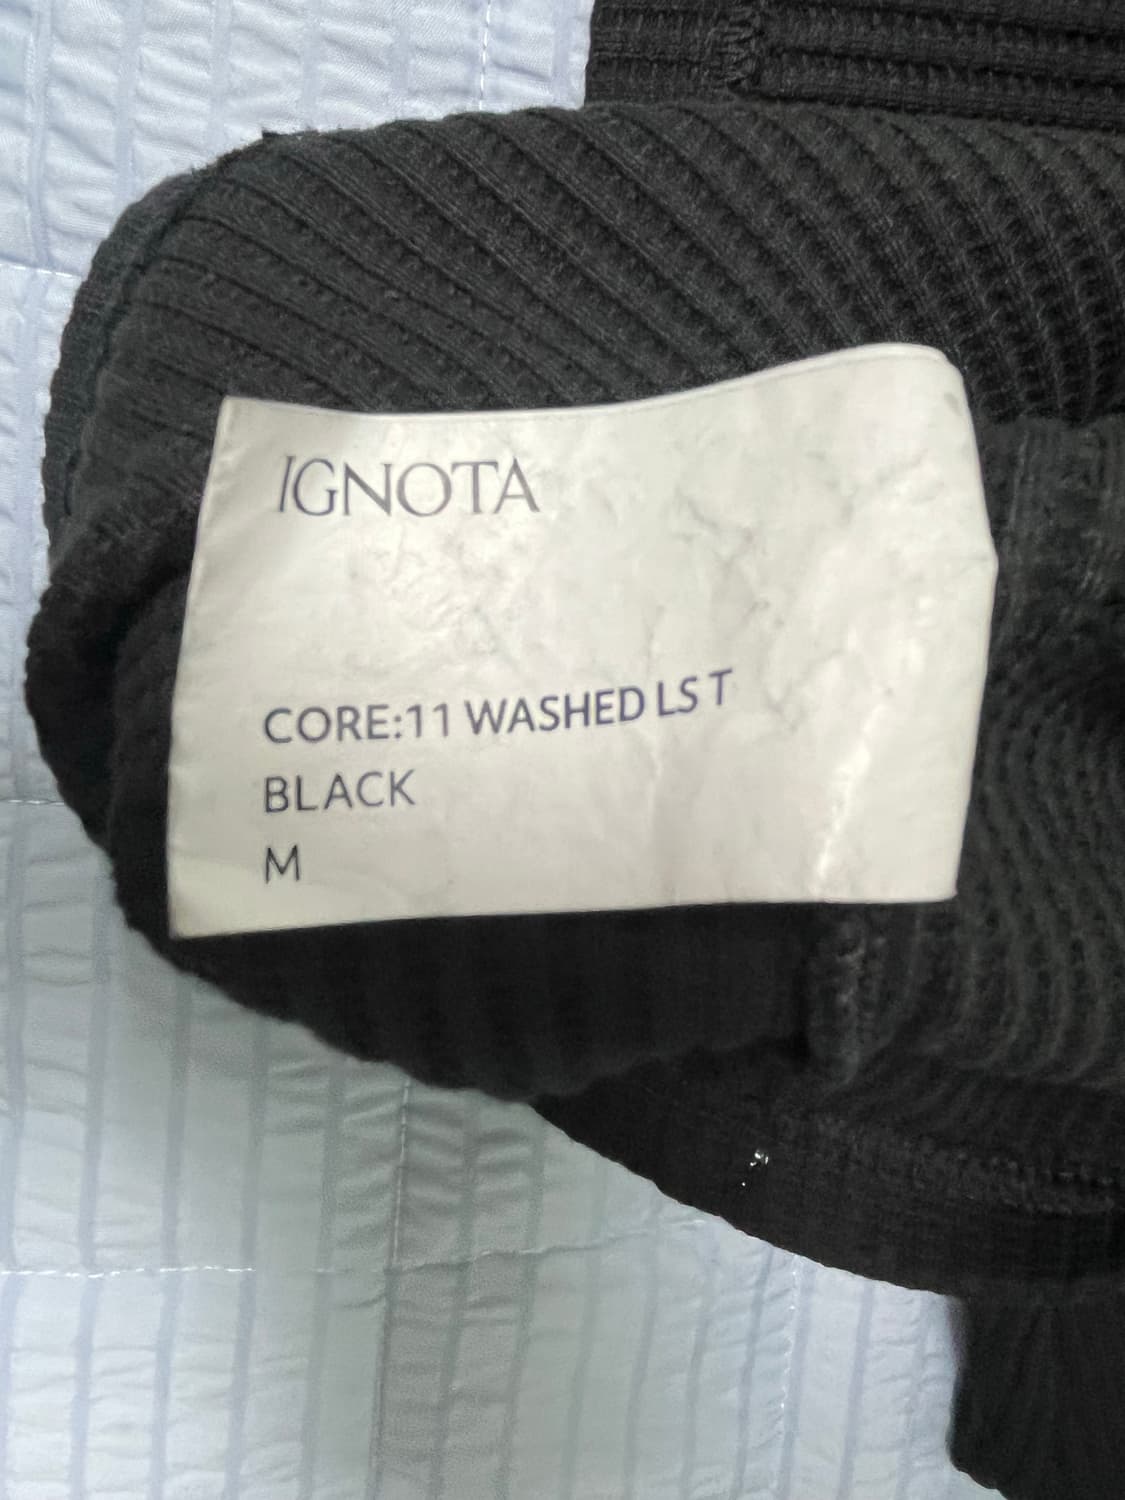 IGNOTA
CORE:11 WASHED LS T
BLACK
M